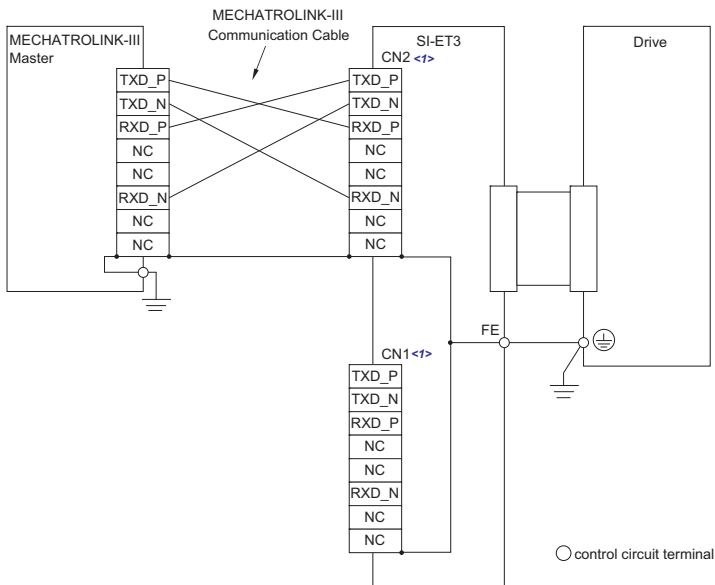 MECHATROLINK-III
Communication Cable
MECHATROLINK-III
Master
TXD_P
TXD_N
RXD_P
NC
NC
RXD_N
NC
NC
SI-ET3
CN2 <1>
TXD_P
TXD_N
RXD_P
NC
NC
RXD_N
NC
NC
Drive
FE
CN1 <1>
TXD_P
TXD_N
RXD_P
NC
NC
RXD_N
NC
NC
control circuit terminal